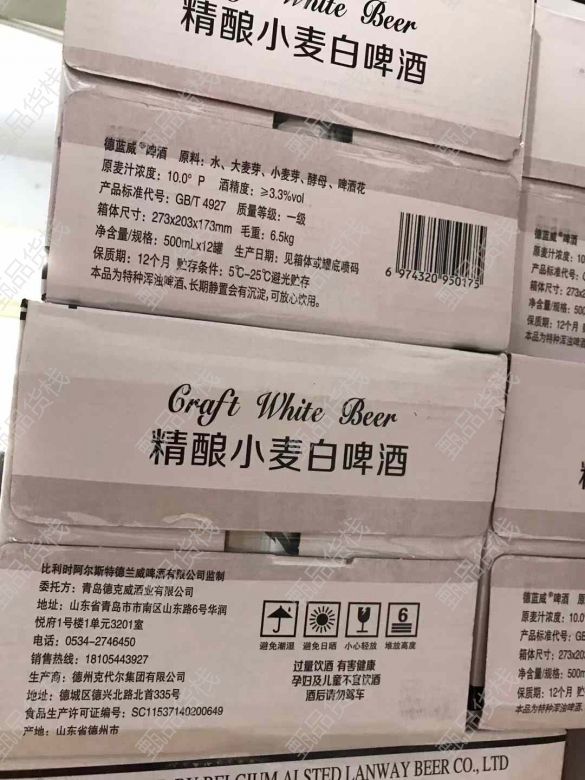 Craft White Beer
精酿小麦白啤酒
德蓝威®啤酒 原料：水、大麦芽、小麦芽、酵母、啤酒花
原麦汁浓度：10.0° P 酒精度：≥3.3%vol
产品标准代号：GB/T 4927 质量等级：一级
箱体尺寸：273x203x173mm 毛重：6.5kg
净含量/规格：500mLx12罐 生产日期：见箱体或罐底喷码
保质期：12个月 贮存条件：5℃-25℃避光贮存
本品为特种浑浊啤酒、长期静置会有沉淀，可放心饮用。
6 974320 950175
德蓝威®啤酒
原麦汁浓度：10
产品标准代号：
箱体尺寸：273x2
净含量/规格：500
保质期：12个月
本品为特种浑浊啤酒
Craft White Beer
精酿小麦白啤酒
比利时阿尔斯特德兰威啤酒有限公司监制
委托方：青岛德克威酒业有限公司
地址：山东省青岛市市南区山东路6号华润
悦府1号楼1单元3201室
电话：0534-2746450
销售热线：18105443927
生产商：德州克代尔集团有限公司
地址：德城区德兴北路北首335号
食品生产许可证编号：SC11537140200649
产地：山东省德州市
避免潮湿 避免日晒 小心轻放 堆放高度
6
过量饮酒 有害健康
孕妇及儿童不宜饮酒
酒后请勿驾车
德蓝威®啤酒 原
原麦汁浓度：10.0
产品标准代号：GB
箱体尺寸：273x20
净含量/规格：500m
保质期：12个月 贮
本品为特种浑浊啤酒、
BY BELGIUM ALSTED LANWAY BEER CO., LTD
甄品货栈